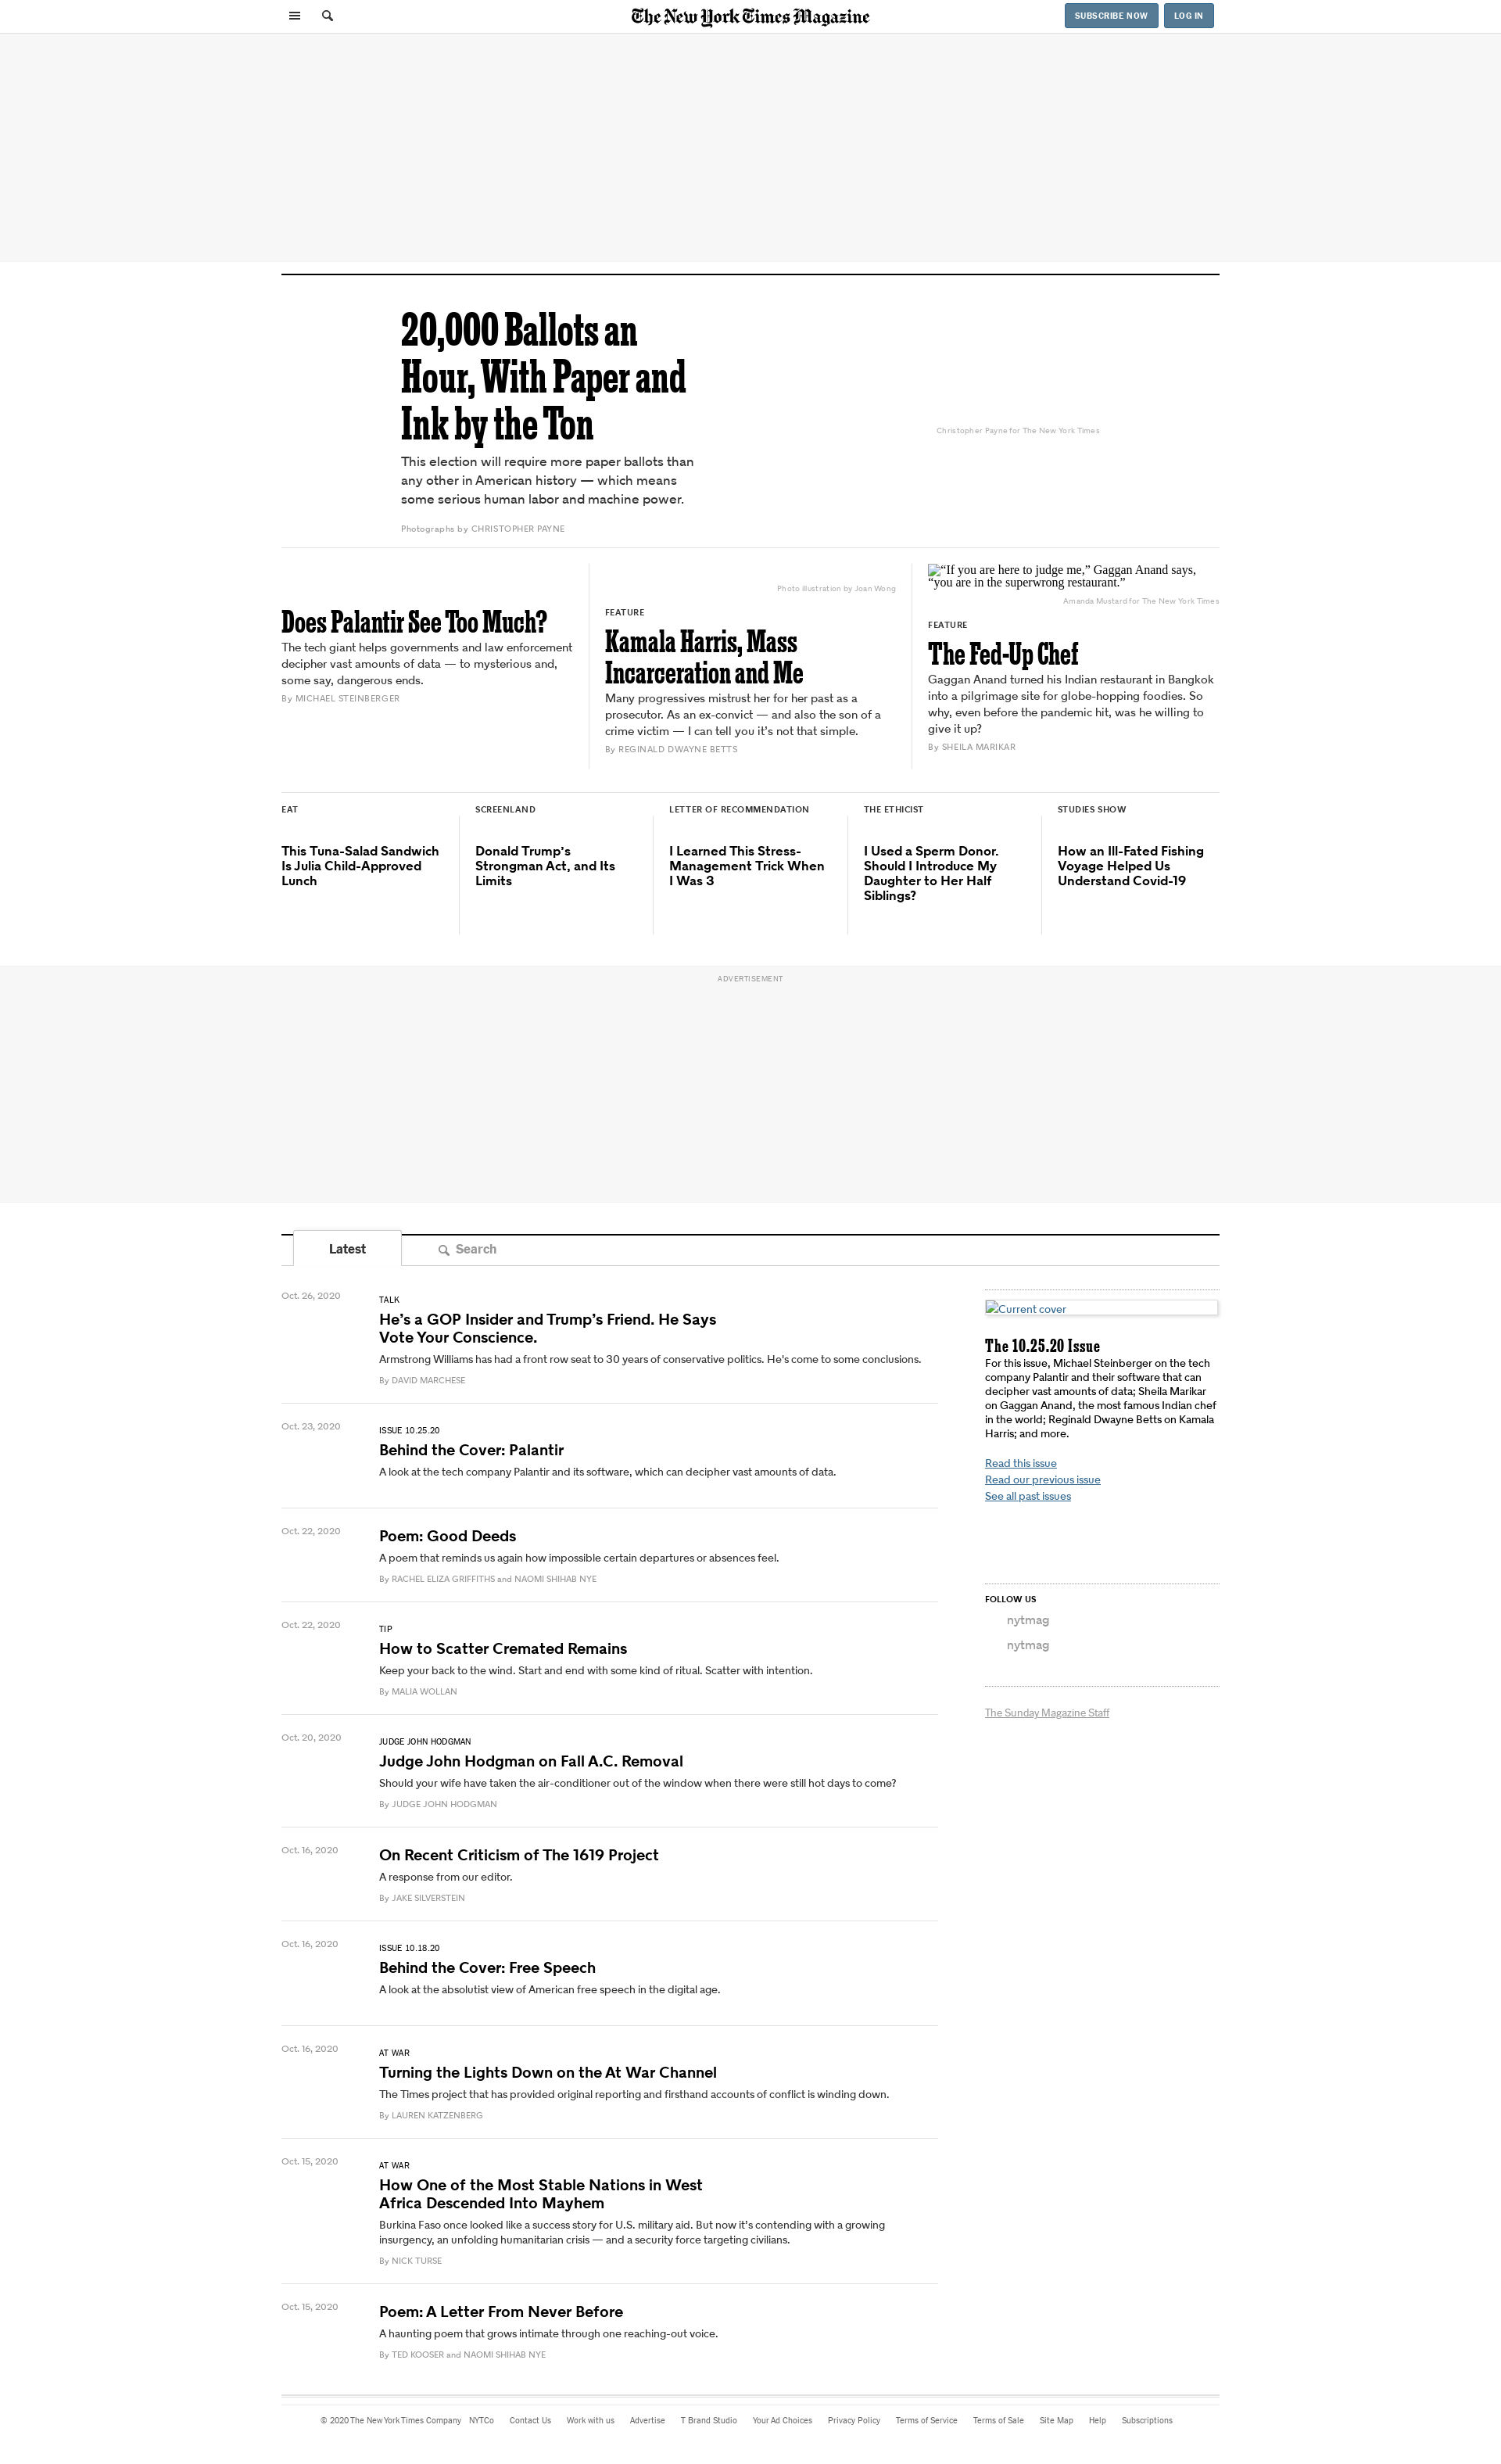 The New York Times Magazine
SUBSCRIBE NOW
LOG IN
20,000 Ballots an
Hour, With Paper and
Ink by the Ton
This election will require more paper ballots than
any other in American history — which means
some serious human labor and machine power.
Photographs by CHRISTOPHER PAYNE
Christopher Payne for The New York Times
Does Palantir See Too Much?
The tech giant helps governments and law enforcement
decipher vast amounts of data — to mysterious and,
some say, dangerous ends.
By MICHAEL STEINBERGER
Photo illustration by Joan Wong
FEATURE
Kamala Harris, Mass
Incarceration and Me
Many progressives mistrust her for her past as a
prosecutor. As an ex-convict — and also the son of a
crime victim — I can tell you it’s not that simple.
By REGINALD DWAYNE BETTS
“If you are here to judge me,” Gaggan Anand says,
“you are in the superwrong restaurant.”
Amanda Mustard for The New York Times
FEATURE
The Fed-Up Chef
Gaggan Anand turned his Indian restaurant in Bangkok
into a pilgrimage site for globe-hopping foodies. So
why, even before the pandemic hit, was he willing to
give it up?
By SHEILA MARIKAR
EAT
This Tuna-Salad Sandwich
Is Julia Child-Approved
Lunch
SCREENLAND
Donald Trump’s
Strongman Act, and Its
Limits
LETTER OF RECOMMENDATION
I Learned This Stress-
Management Trick When
I Was 3
THE ETHICIST
I Used a Sperm Donor.
Should I Introduce My
Daughter to Her Half
Siblings?
STUDIES SHOW
How an Ill-Fated Fishing
Voyage Helped Us
Understand Covid-19
ADVERTISEMENT
Latest
Search
Oct. 26, 2020
TALK
He’s a GOP Insider and Trump’s Friend. He Says
Vote Your Conscience.
Armstrong Williams has had a front row seat to 30 years of conservative politics. He's come to some conclusions.
By DAVID MARCHESE
Oct. 23, 2020
ISSUE 10.25.20
Behind the Cover: Palantir
A look at the tech company Palantir and its software, which can decipher vast amounts of data.
Oct. 22, 2020
Poem: Good Deeds
A poem that reminds us again how impossible certain departures or absences feel.
By RACHEL ELIZA GRIFFITHS and NAOMI SHIHAB NYE
Oct. 22, 2020
TIP
How to Scatter Cremated Remains
Keep your back to the wind. Start and end with some kind of ritual. Scatter with intention.
By MALIA WOLLAN
Oct. 20, 2020
JUDGE JOHN HODGMAN
Judge John Hodgman on Fall A.C. Removal
Should your wife have taken the air-conditioner out of the window when there were still hot days to come?
By JUDGE JOHN HODGMAN
Oct. 16, 2020
On Recent Criticism of The 1619 Project
A response from our editor.
By JAKE SILVERSTEIN
Oct. 16, 2020
ISSUE 10.18.20
Behind the Cover: Free Speech
A look at the absolutist view of American free speech in the digital age.
Oct. 16, 2020
AT WAR
Turning the Lights Down on the At War Channel
The Times project that has provided original reporting and firsthand accounts of conflict is winding down.
By LAUREN KATZENBERG
Oct. 15, 2020
AT WAR
How One of the Most Stable Nations in West
Africa Descended Into Mayhem
Burkina Faso once looked like a success story for U.S. military aid. But now it’s contending with a growing
insurgency, an unfolding humanitarian crisis — and a security force targeting civilians.
By NICK TURSE
Oct. 15, 2020
Poem: A Letter From Never Before
A haunting poem that grows intimate through one reaching-out voice.
By TED KOOSER and NAOMI SHIHAB NYE
Current cover
The 10.25.20 Issue
For this issue, Michael Steinberger on the tech
company Palantir and their software that can
decipher vast amounts of data; Sheila Marikar
on Gaggan Anand, the most famous Indian chef
in the world; Reginald Dwayne Betts on Kamala
Harris; and more.
Read this issue
Read our previous issue
See all past issues
FOLLOW US
nytmag
nytmag
The Sunday Magazine Staff
© 2020 The New York Times Company NYTCo Contact Us Work with us Advertise T Brand Studio Your Ad Choices Privacy Policy Terms of Service Terms of Sale Site Map Help Subscriptions